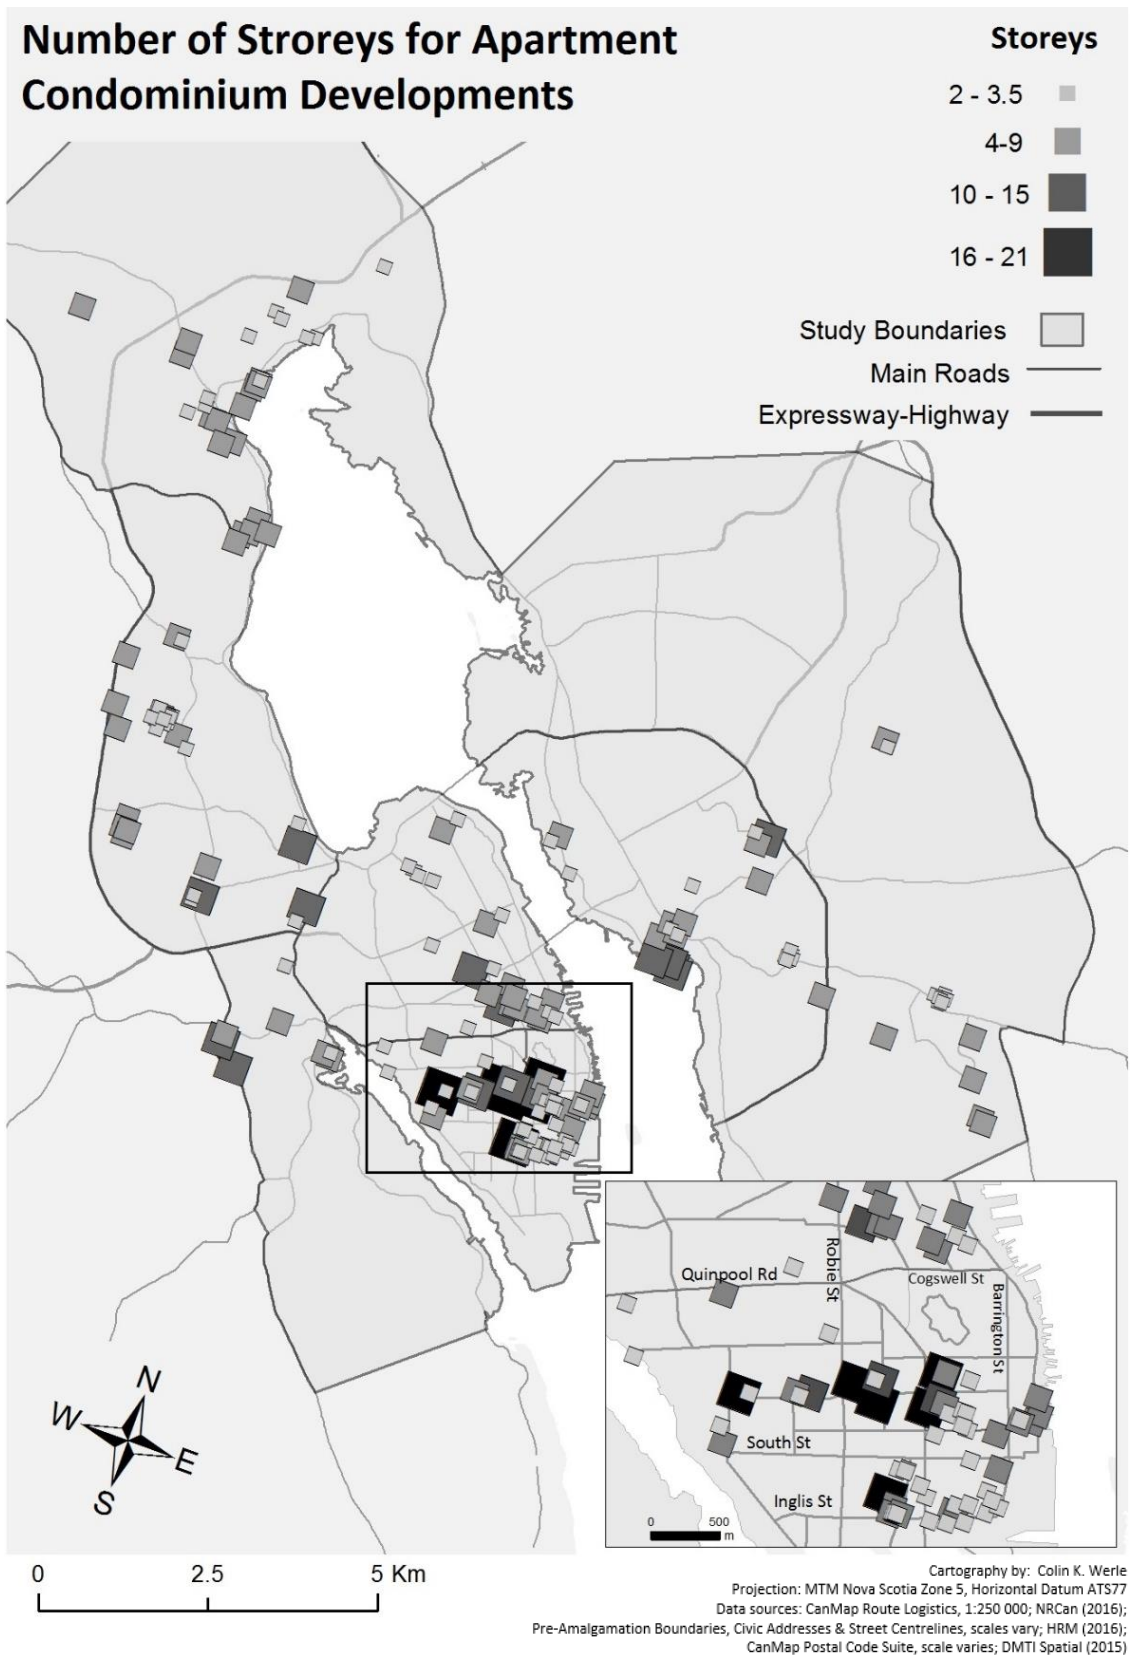 Number of Stroreys for Apartment
Condominium Developments
Storeys
2 - 3.5
4-9
10 - 15
16 - 21
Study Boundaries
Main Roads
Expressway-Highway
Quinpool Rd
Robie St
Cogswell St
Barrington St
South St
Inglis St
0 500
m
N
W
E
S
0 2.5 5 Km
Cartography by: Colin K. Werle
Projection: MTM Nova Scotia Zone 5, Horizontal Datum ATS77
Data sources: CanMap Route Logistics, 1:250 000; NRCan (2016);
Pre-Amalgamation Boundaries, Civic Addresses & Street Centrelines, scales vary; HRM (2016);
CanMap Postal Code Suite, scale varies; DMTI Spatial (2015)